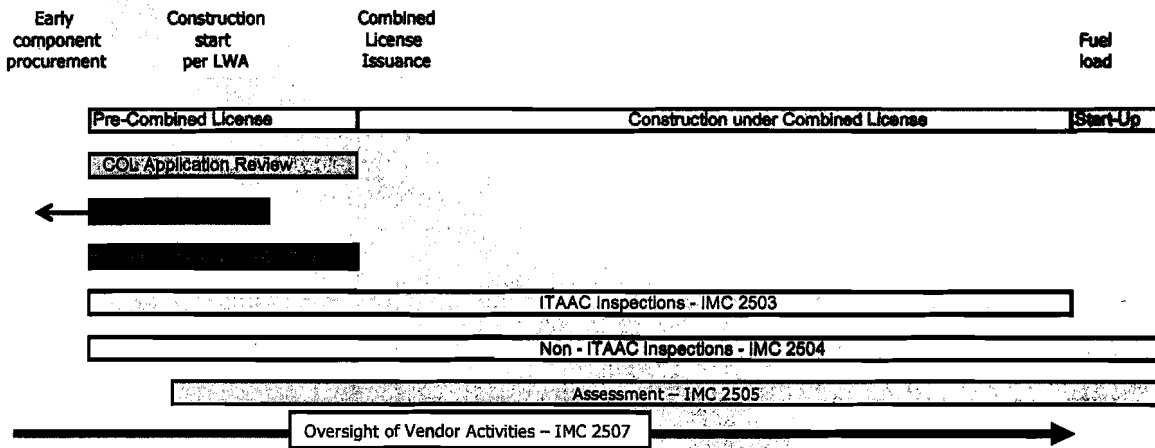 Early
component
procurement
Construction
start
per LWA
Combined
License
Issuance
Fuel
load
Pre-Combined License
Construction under Combined License
Start-Up
COL Application Review
ITAAC Inspections - IMC 2503
Non - ITAAC Inspections - IMC 2504
Assessment – IMC 2505
Oversight of Vendor Activities – IMC 2507